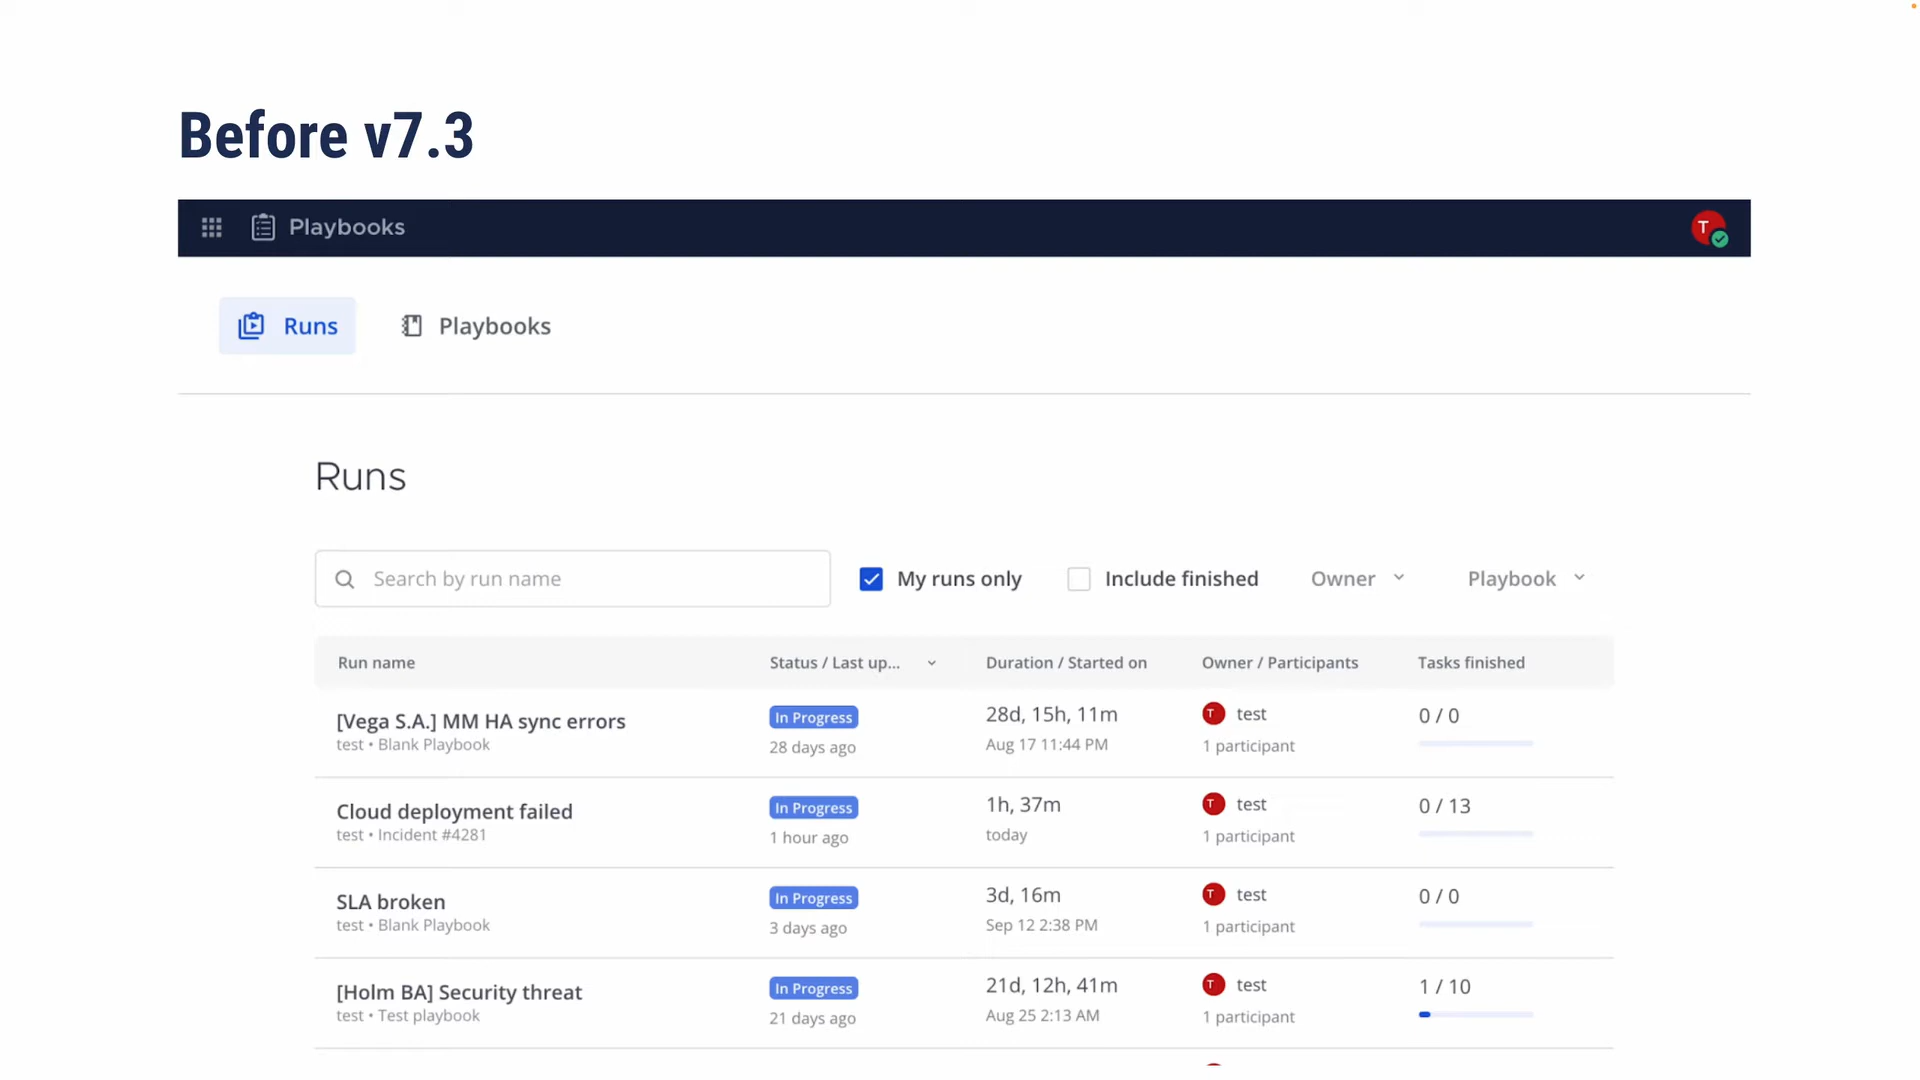 Before v7.3
Playbooks
T
Runs
Playbooks
Runs
Search by run name
My runs only
Include finished
Owner
Playbook
Run name
Status / Last up...
Duration / Started on
Owner / Participants
Tasks finished
[Vega S.A.] MM HA sync errors
test • Blank Playbook
In Progress
28 days ago
28d, 15h, 11m
Aug 17 11:44 PM
T
test
1 participant
0 / 0
Cloud deployment failed
test • Incident #4281
In Progress
1 hour ago
1h, 37m
today
T
test
1 participant
0 / 13
SLA broken
test • Blank Playbook
In Progress
3 days ago
3d, 16m
Sep 12 2:38 PM
T
test
1 participant
0 / 0
[Holm BA] Security threat
test • Test playbook
In Progress
21 days ago
21d, 12h, 41m
Aug 25 2:13 AM
T
test
1 participant
1 / 10